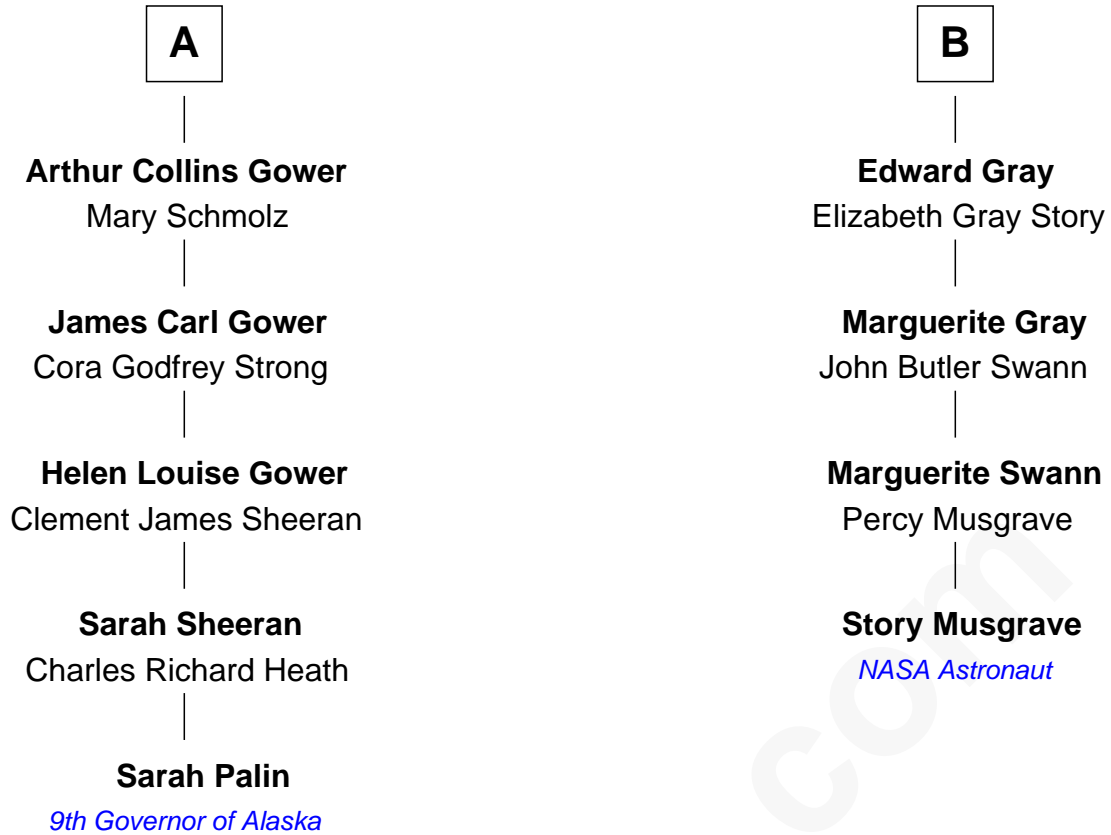 A
Arthur Collins Gower
Mary Schmolz
James Carl Gower
Cora Godfrey Strong
Helen Louise Gower
Clement James Sheeran
Sarah Sheeran
Charles Richard Heath
Sarah Palin
9th Governor of Alaska
B
Edward Gray
Elizabeth Gray Story
Marguerite Gray
John Butler Swann
Marguerite Swann
Percy Musgrave
Story Musgrave
NASA Astronaut
com